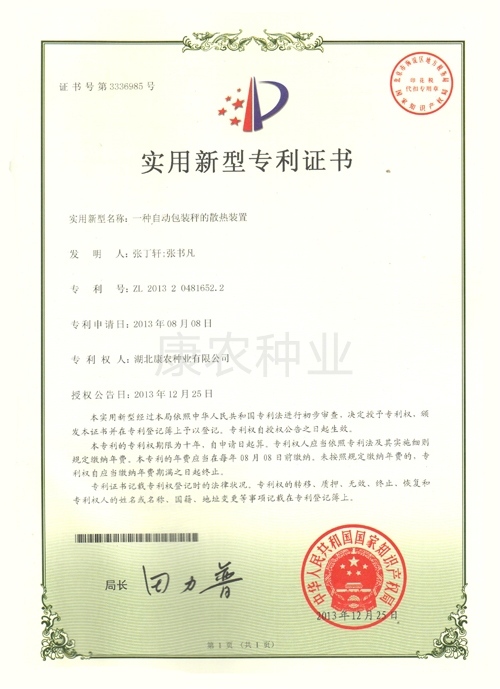 证书号第3336985号
印花税
代扣专用章
国家知识产权局
实用新型专利证书
实用新型名称：一种自动包装秤的散热装置
发明人：张丁轩;张书凡
专利号：ZL 2013 2 0481652.2
专利申请日：2013年08月08日
专利权人：湖北康农种业有限公司
康农种业
授权公告日：2013年12月25日
本实用新型经过本局依照中华人民共和国专利法进行初步审查，决定授予专利权，颁
发本证书并在专利登记簿上予以登记。专利权自授权公告之日起生效。
本专利的专利权期限为十年，自申请日起算。专利权人应当依照专利法及其实施细则
规定缴纳年费。本专利的年费应当在每年08月08日前缴纳。未按照规定缴纳年费的，专
利权自应当缴纳年费期满之日起终止。
专利证书记载专利权登记时的法律状况。专利权的转移、质押、无效、终止、恢复和
专利权人的姓名或名称、国籍、地址变更等事项记载在专利登记簿上。
局长 田力普
中华人民共和国国家知识产权局
2013年12月25日
第1页（共1页）